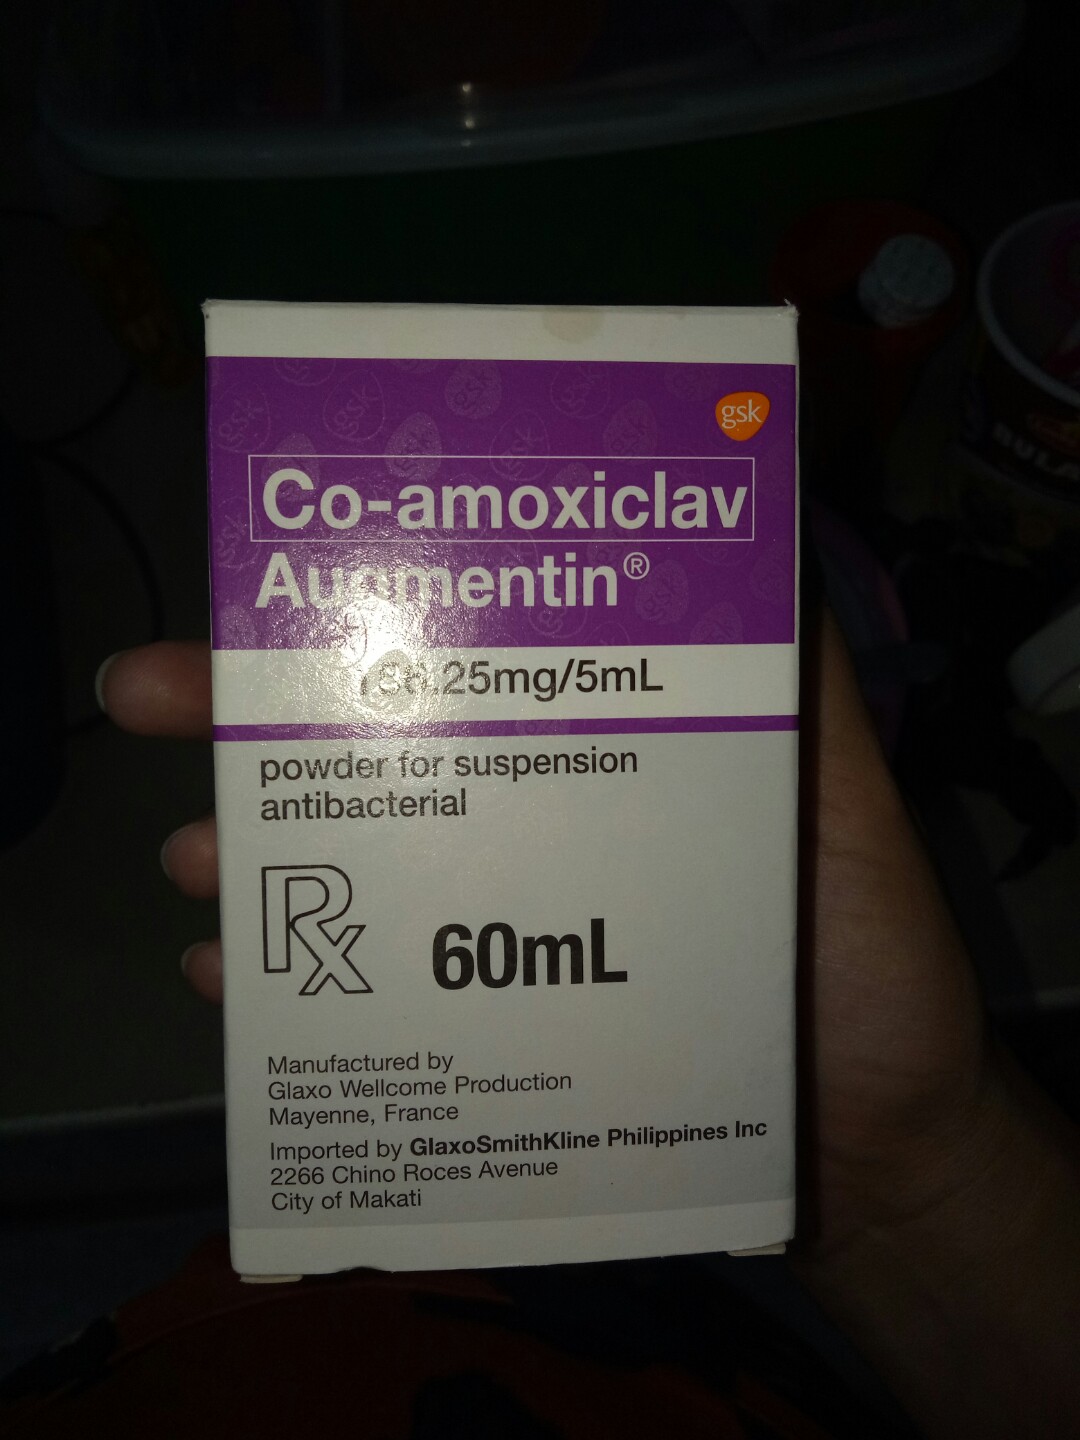 gsk
Co-amoxiclav
Augmentin®
156.25mg/5mL
powder for suspension
antibacterial
Rx
60mL
Manufactured by
Glaxo Wellcome Production
Mayenne, France
Imported by GlaxoSmithKline Philippines Inc
2266 Chino Roces Avenue
City of Makati